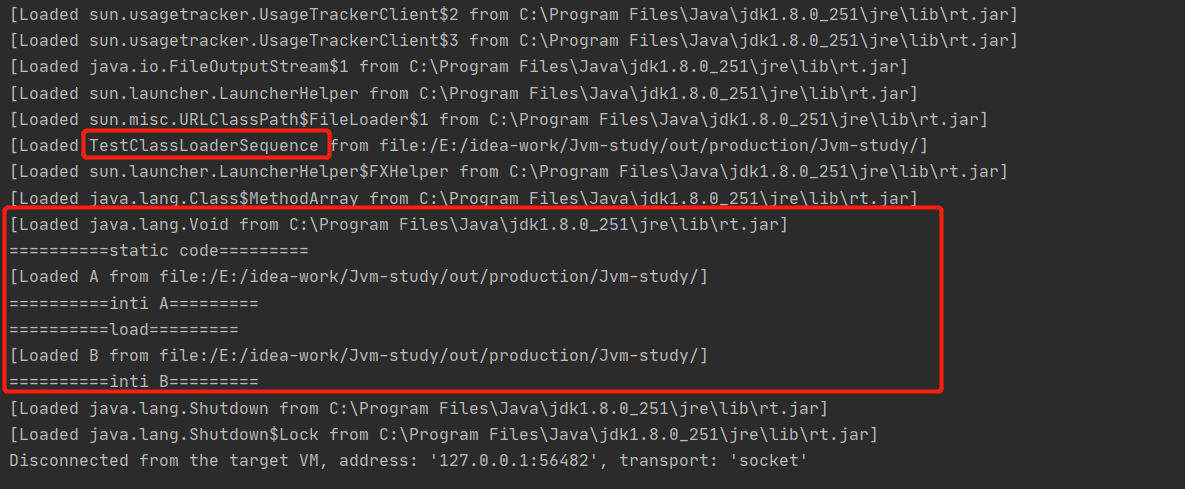 [Loaded sun.usagetracker.UsageTrackerClient$2 from C:\Program Files\Java\jdk1.8.0_251\jre\lib\rt.jar]
[Loaded sun.usagetracker.UsageTrackerClient$3 from C:\Program Files\Java\jdk1.8.0_251\jre\lib\rt.jar]
[Loaded java.io.FileOutputStream$1 from C:\Program Files\Java\jdk1.8.0_251\jre\lib\rt.jar]
[Loaded sun.launcher.LauncherHelper from C:\Program Files\Java\jdk1.8.0_251\jre\lib\rt.jar]
[Loaded sun.misc.URLClassPath$FileLoader$1 from C:\Program Files\Java\jdk1.8.0_251\jre\lib\rt.jar]
[Loaded TestClassLoaderSequence from file:/E:/idea-work/Jvm-study/out/production/Jvm-study/]
[Loaded sun.launcher.LauncherHelper$FXHelper from C:\Program Files\Java\jdk1.8.0_251\jre\lib\rt.jar]
[Loaded java.lang.Class$MethodArray from C:\Program Files\Java\jdk1.8.0_251\jre\lib\rt.jar]
[Loaded java.lang.Void from C:\Program Files\Java\jdk1.8.0_251\jre\lib\rt.jar]
==========static code=========
[Loaded A from file:/E:/idea-work/Jvm-study/out/production/Jvm-study/]
==========inti A=========
==========load=========
[Loaded B from file:/E:/idea-work/Jvm-study/out/production/Jvm-study/]
==========inti B=========
[Loaded java.lang.Shutdown from C:\Program Files\Java\jdk1.8.0_251\jre\lib\rt.jar]
[Loaded java.lang.Shutdown$Lock from C:\Program Files\Java\jdk1.8.0_251\jre\lib\rt.jar]
Disconnected from the target VM, address: '127.0.0.1:56482', transport: 'socket'